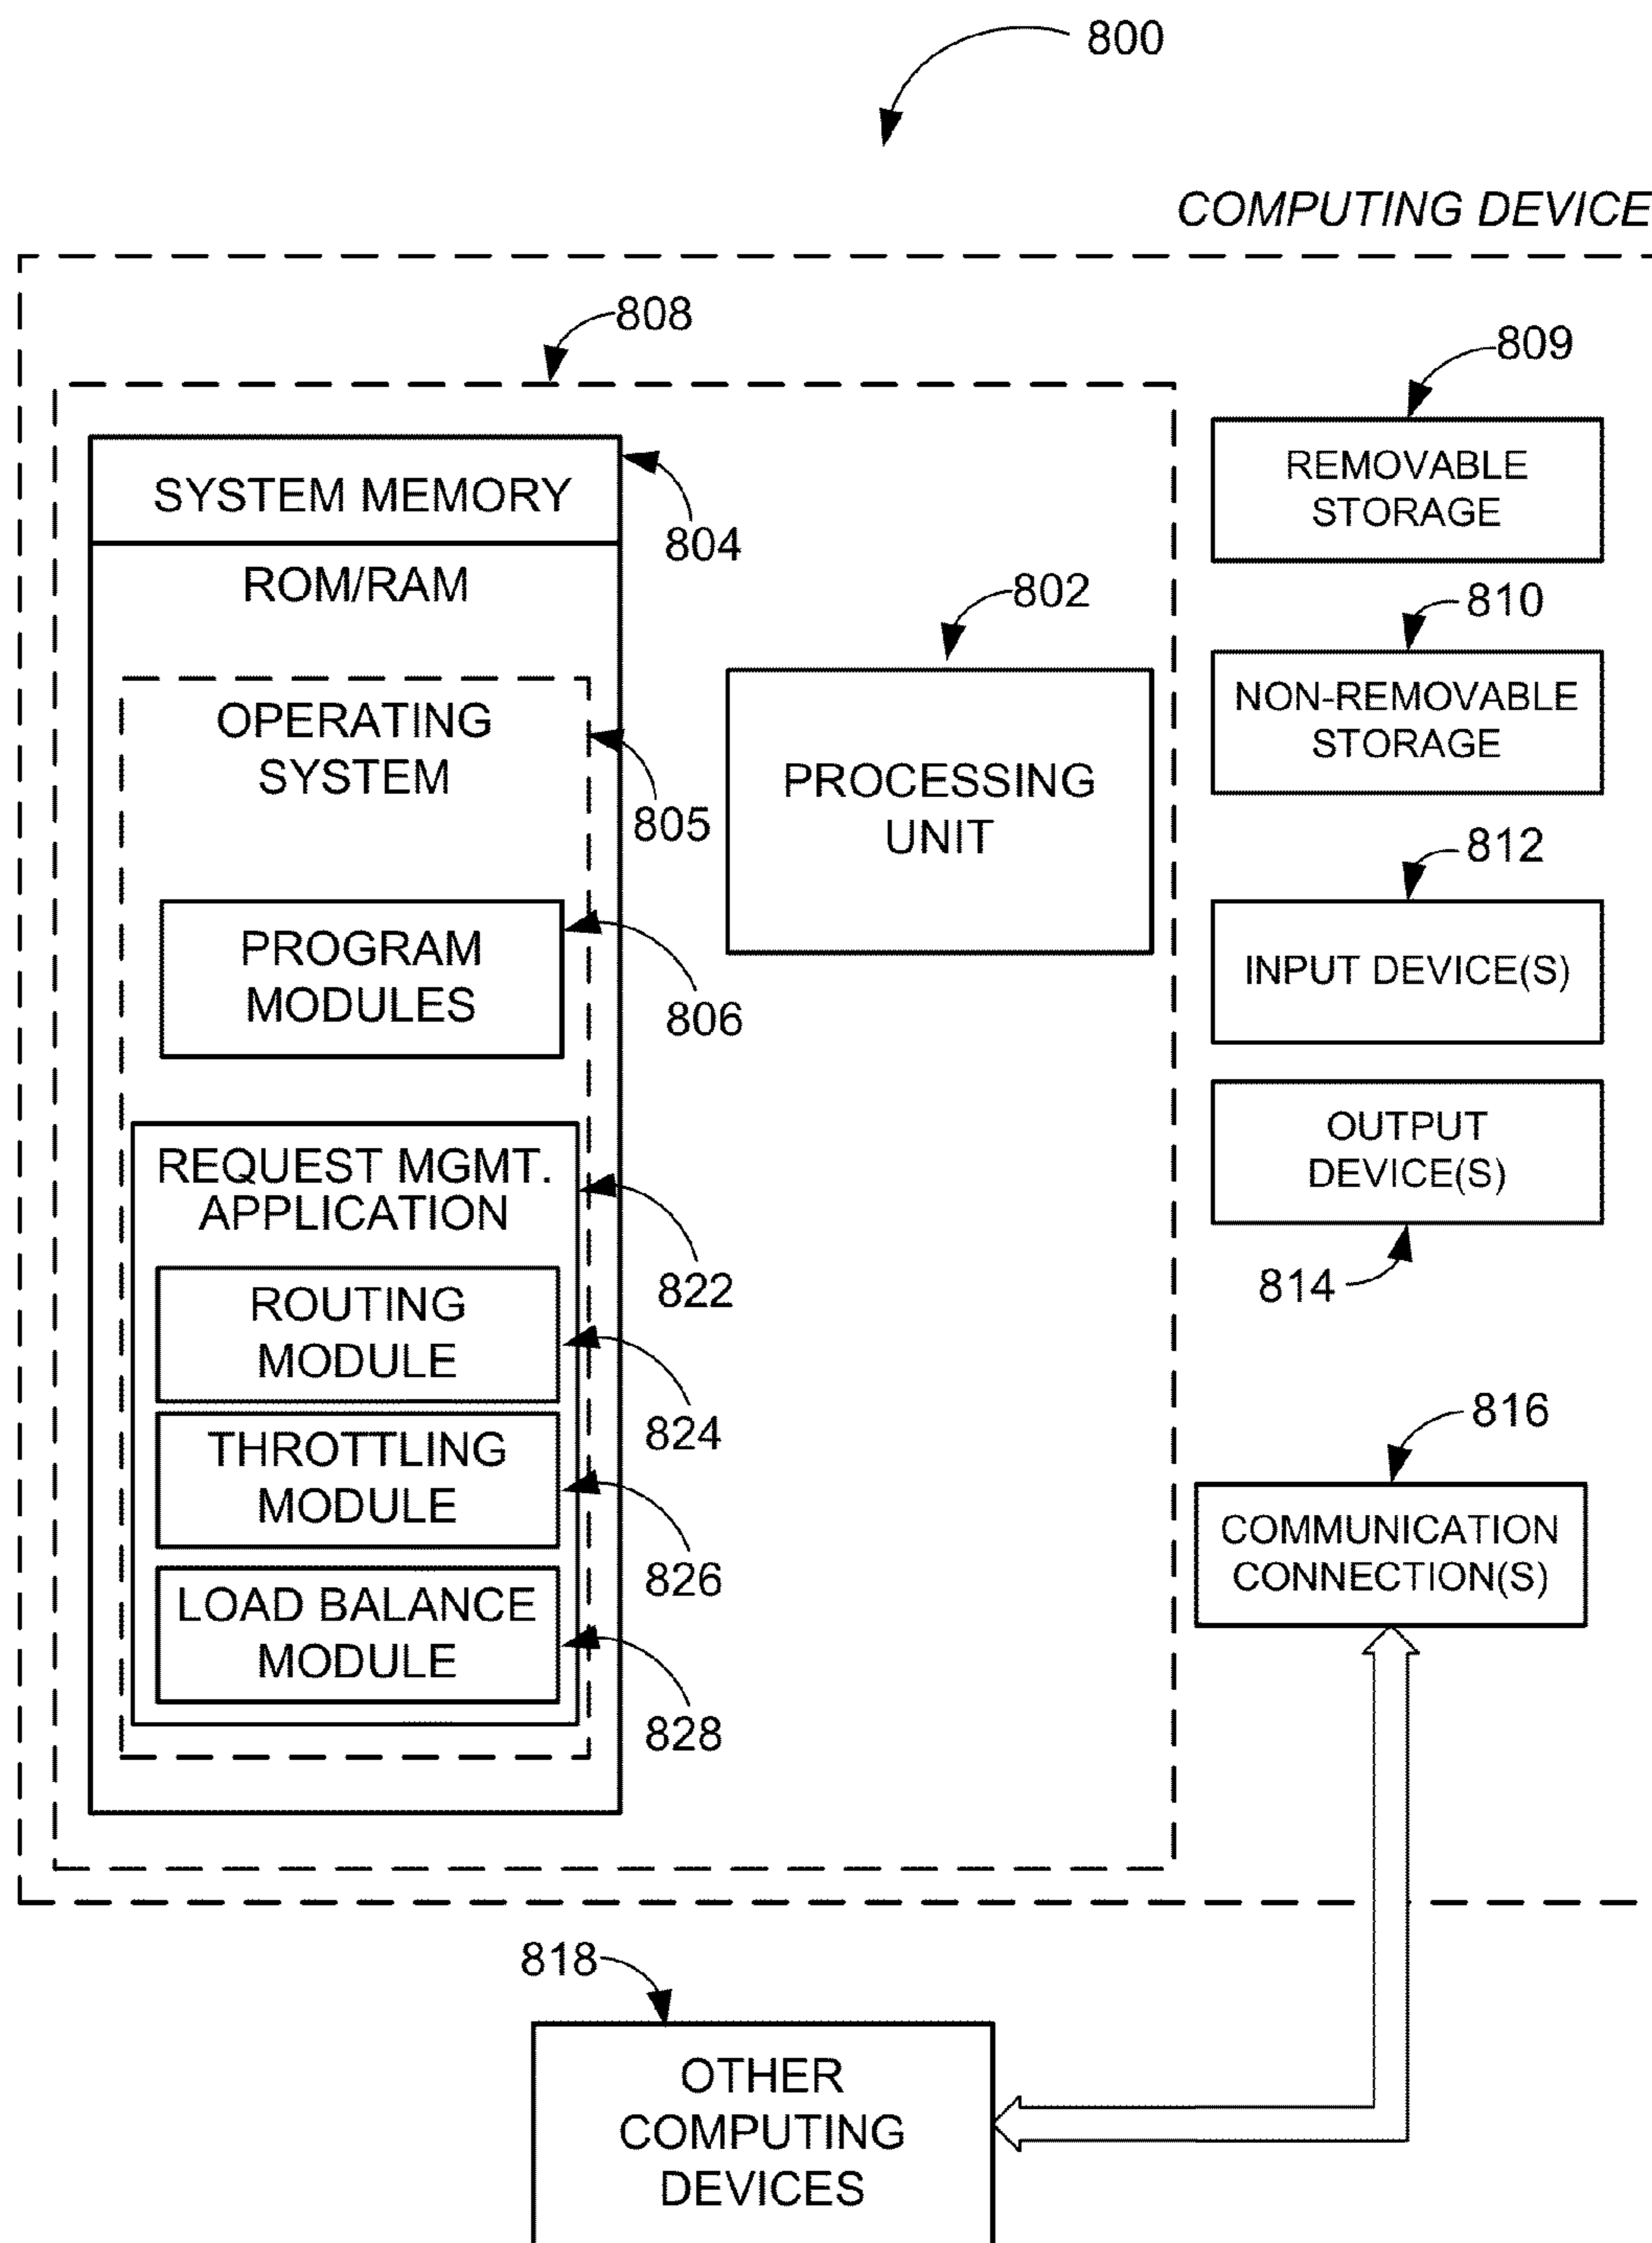 800
COMPUTING DEVICE
808
809
SYSTEM MEMORY
804
REMOVABLE
STORAGE
ROM/RAM
802
810
OPERATING
SYSTEM
805
PROCESSING
UNIT
NON-REMOVABLE
STORAGE
812
PROGRAM
MODULES
806
INPUT DEVICE(S)
OUTPUT
DEVICE(S)
814
REQUEST MGMT.
APPLICATION
822
ROUTING
MODULE
824
816
THROTTLING
MODULE
826
COMMUNICATION
CONNECTION(S)
LOAD BALANCE
MODULE
828
818
OTHER
COMPUTING
DEVICES